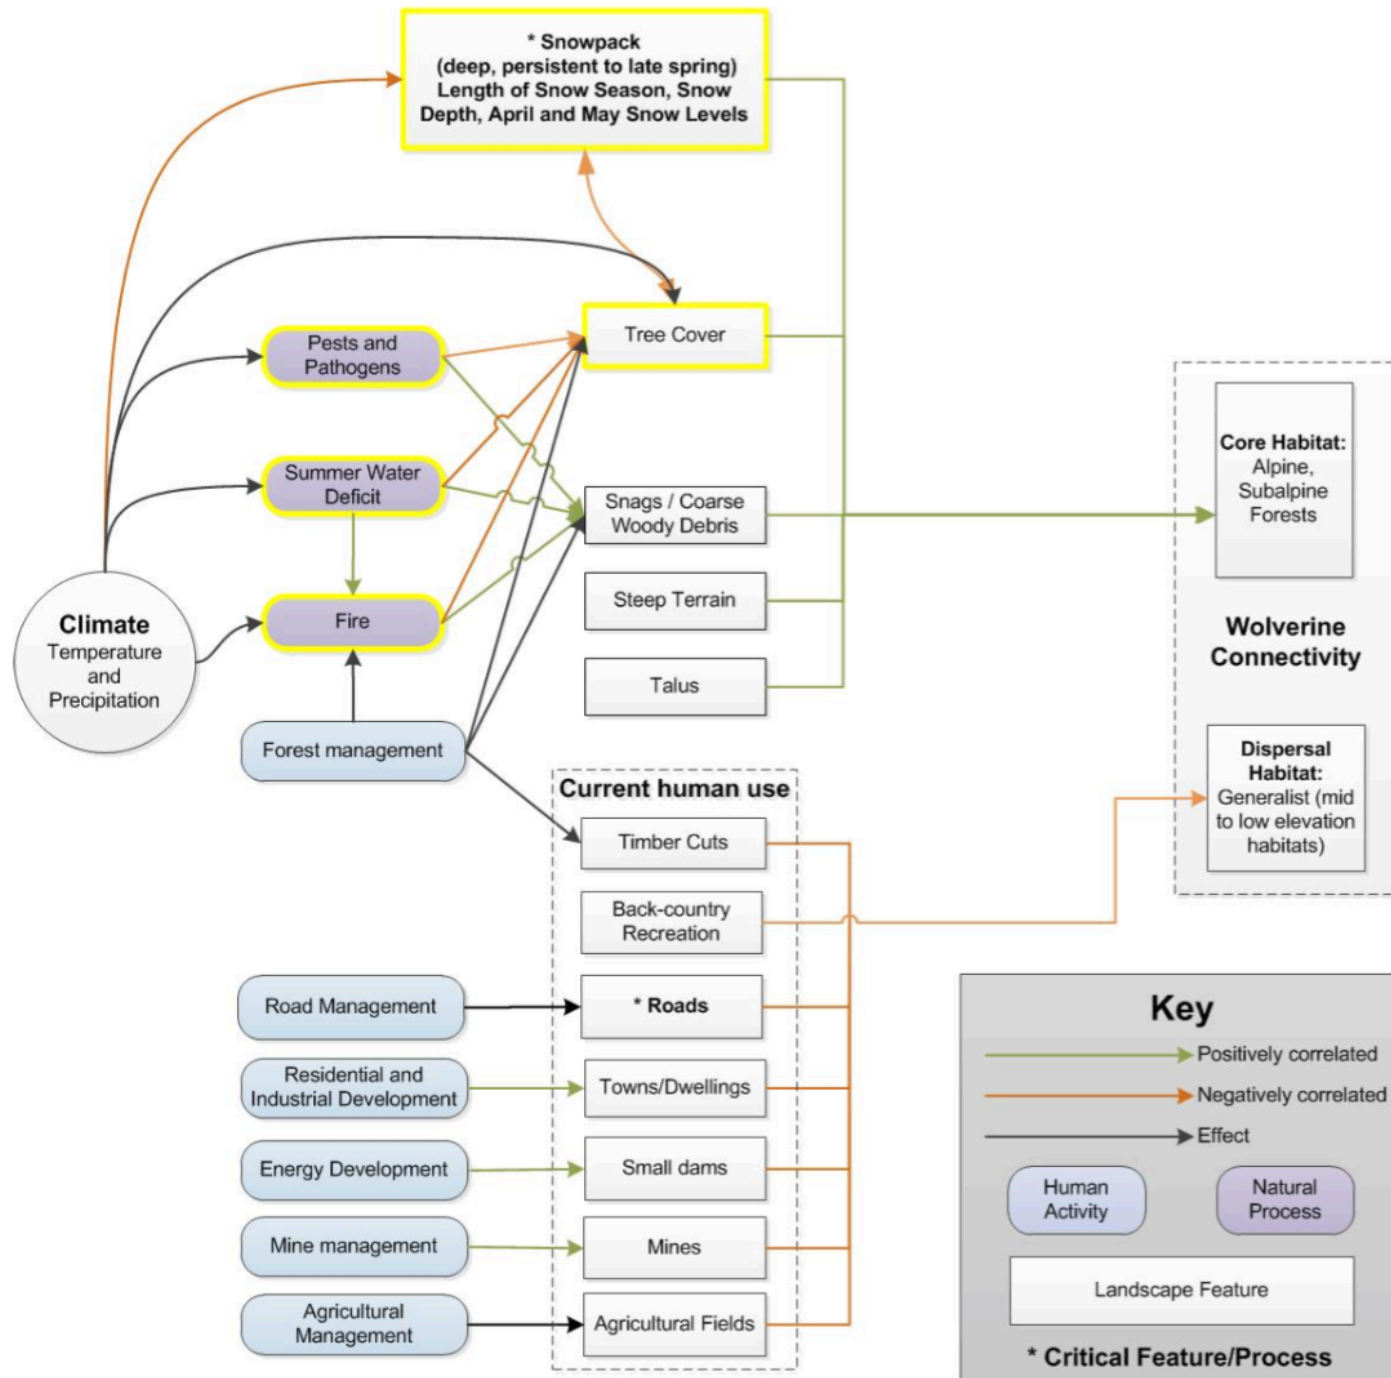 * Snowpack
(deep, persistent to late spring)
Length of Snow Season, Snow
Depth, April and May Snow Levels
Tree Cover
Pests and
Pathogens
Summer Water
Deficit
Snags / Coarse
Woody Debris
Fire
Steep Terrain
Talus
Climate
Temperature
and
Precipitation
Forest management
Core Habitat:
Alpine,
Subalpine
Forests
Wolverine
Connectivity
Dispersal
Habitat:
Generalist (mid
to low elevation
habitats)
Current human use
Timber Cuts
Back-country
Recreation
Road Management
* Roads
Residential and
Industrial Development
Towns/Dwellings
Energy Development
Small dams
Mine management
Mines
Agricultural
Management
Agricultural Fields
Key
Positively correlated
Negatively correlated
Effect
Human
Activity
Natural
Process
Landscape Feature
* Critical Feature/Process